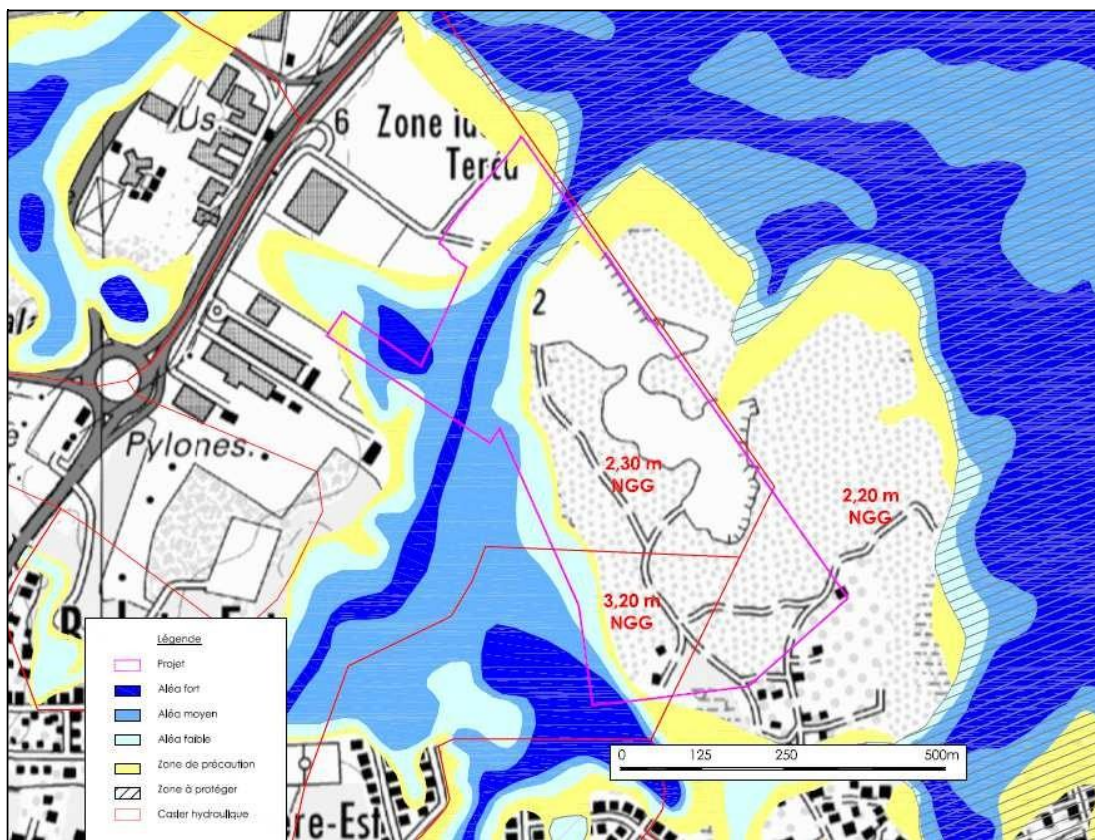 Us.
6
Zone
Teréa
2
Pylones.
2,30 m
NGG
2,20 m
NGG
3,20 m
NGG
Légende
Projet
Aléa fort
Aléa moyen
Aléa faible
Zone de précaution
Zone à protéger
Casier hydraulique
0 125 250 500m
re-Est